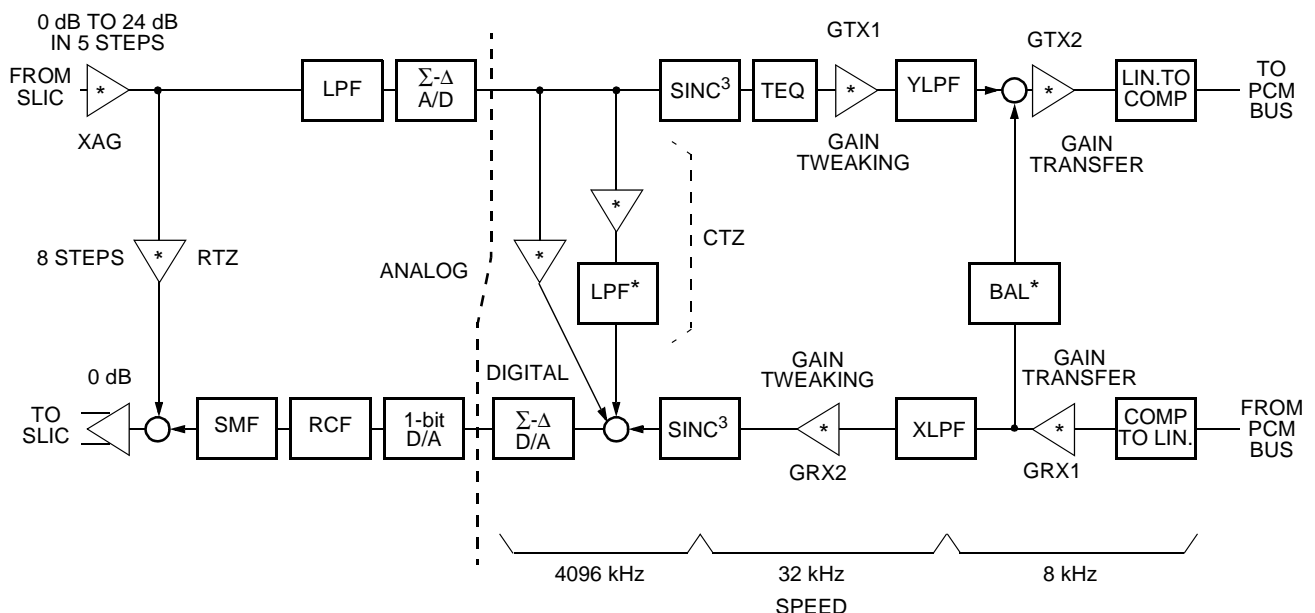 0 dB TO 24 dB
IN 5 STEPS
GTX1
GTX2
FROM
SLIC
*
LPF
Σ-Δ
A/D
SINC³
TEQ
*
YLPF
*
LIN.TO
COMP
TO
PCM
BUS
XAG
GAIN
TWEAKING
GAIN
TRANSFER
*
8 STEPS
*
RTZ
ANALOG
*
CTZ
LPF*
BAL*
0 dB
DIGITAL
GAIN
TWEAKING
GAIN
TRANSFER
TO
SLIC
SMF
RCF
1-bit
D/A
Σ-Δ
D/A
SINC³
*
XLPF
*
COMP
TO LIN.
FROM
PCM
BUS
GRX2
GRX1
4096 kHz
32 kHz
8 kHz
SPEED